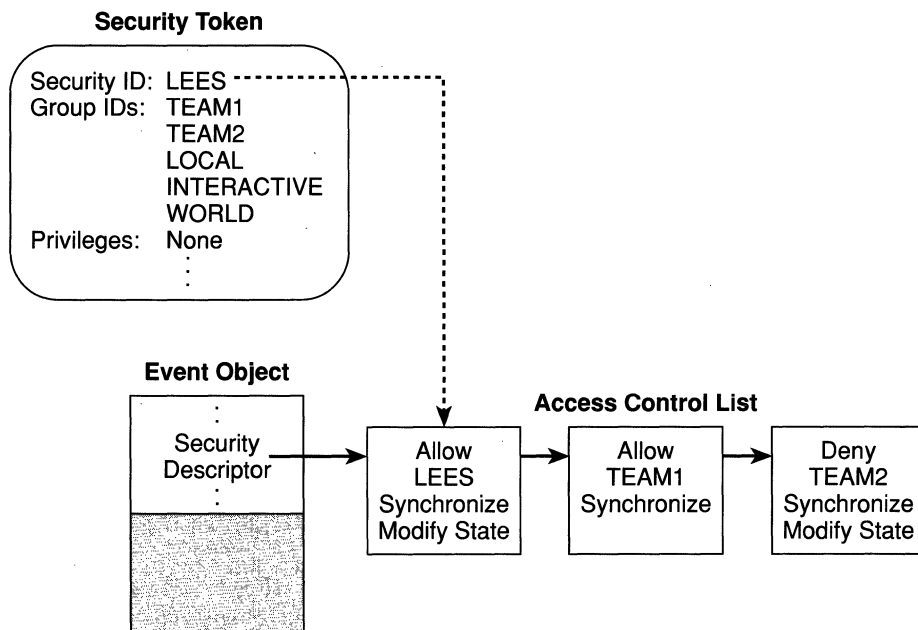 Security Token
Security ID: LEES
Group IDs: TEAM1
TEAM2
LOCAL
INTERACTIVE
WORLD
Privileges: None
Event Object
Security
Descriptor
Access Control List
Allow
LEES
Synchronize
Modify State
Allow
TEAM1
Synchronize
Deny
TEAM2
Synchronize
Modify State